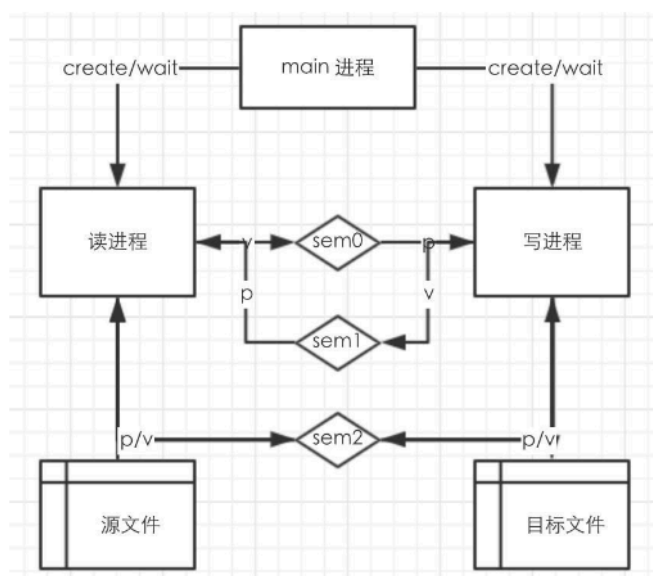 main 进程
create/wait
create/wait
读进程
写进程
v
sem0
p
p
v
sem1
p/v
sem2
p/v
源文件
目标文件